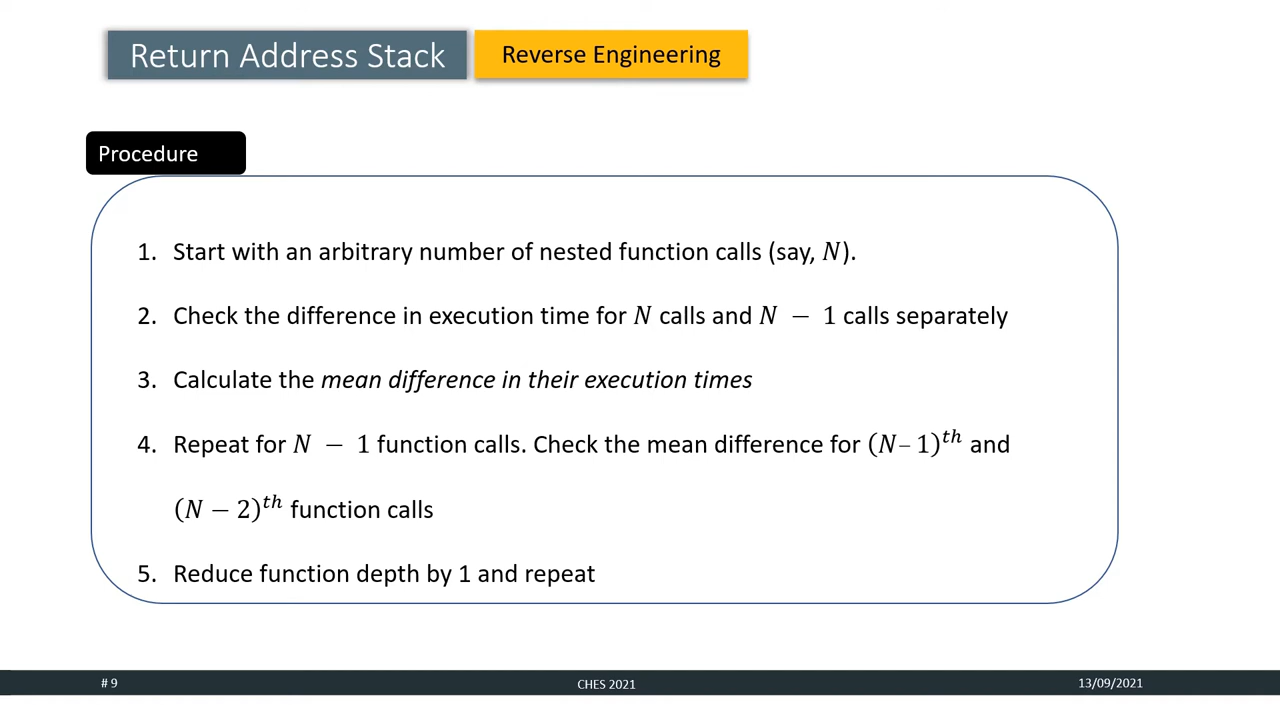 Return Address Stack
Reverse Engineering
Procedure
1. Start with an arbitrary number of nested function calls (say, N).
2. Check the difference in execution time for N calls and N − 1 calls separately
3. Calculate the mean difference in their execution times
4. Repeat for N − 1 function calls. Check the mean difference for (N– 1)^th and
(N − 2)^th function calls
5. Reduce function depth by 1 and repeat
# 9
CHES 2021
13/09/2021